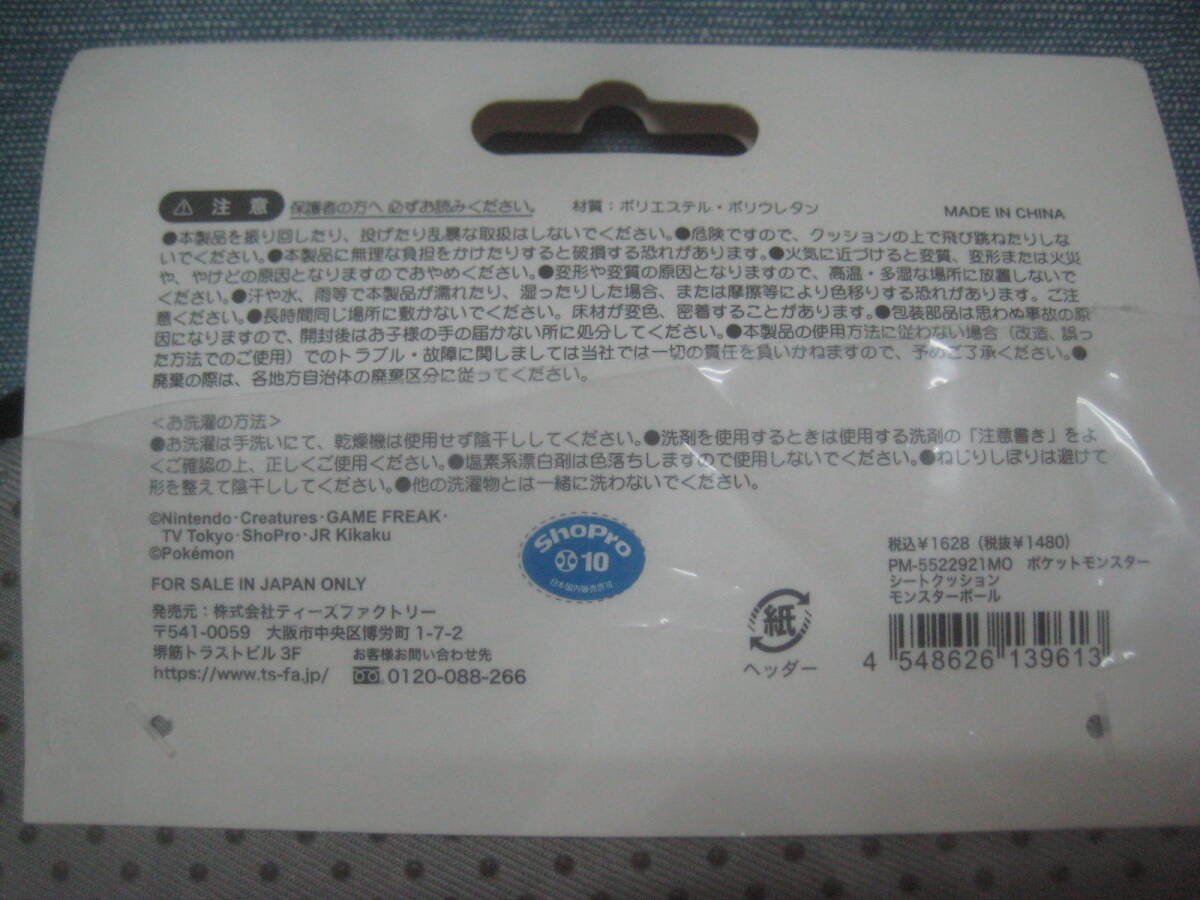 ⚠ 注意 保護者の方へ 必ずお読みください。 材質：ポリエステル・ポリウレタン MADE IN CHINA
●本製品を振り回したり、投げたり乱暴な取扱はしないでください。●危険ですので、クッションの上で飛び跳ねたりしな
いでください。●本製品に無理な負担をかけたりすると破損する恐れがあります。●火気に近づけると変質、変形または火災
や、やけどの原因となりますのでおやめください。●変形や変質の原因となりますので、高温・多湿な場所に放置しないで
ください。●汗や水、雨等で本製品が濡れたり、湿ったりした場合、または摩擦等により色移りする恐れがあります。ご注
意ください。●長時間同じ場所に敷かないでください。床材が変色、密着することがあります。●包装部品は思わぬ事故の原
因になりますので、開封後はお子様の手の届かない所に処分してください。●本製品の使用方法に従わない場合（改造、誤っ
た方法でのご使用）でのトラブル・故障に関しましては当社では一切の責任を負いかねますので、予めご了承ください。●
廃棄の際は、各地方自治体の廃棄区分に従ってください。
＜お洗濯の方法＞
●お洗濯は手洗いにて、乾燥機は使用せず陰干ししてください。●洗剤を使用するときは使用する洗剤の「注意書き」をよ
くご確認の上、正しくご使用ください。●塩素系漂白剤は色落ちしますので使用しないでください。●ねじりしぼりは避けて
形を整えて陰干ししてください。●他の洗濯物とは一緒に洗わないでください。
©Nintendo・Creatures・GAME FREAK・
TV Tokyo・ShoPro・JR Kikaku
©Pokémon
FOR SALE IN JAPAN ONLY
発売元：株式会社ティーズファクトリー
〒541-0059 大阪市中央区博労町 1-7-2
堺筋トラストビル 3F お客様お問い合わせ先
https://www.ts-fa.jp/ 0120-088-266
ShoPro
10
日本国内販売許可
紙
ヘッダー
税込¥1628（税抜¥1480）
PM-5522921MO ポケットモンスター
シートクッション
モンスターボール
4 548626 139613